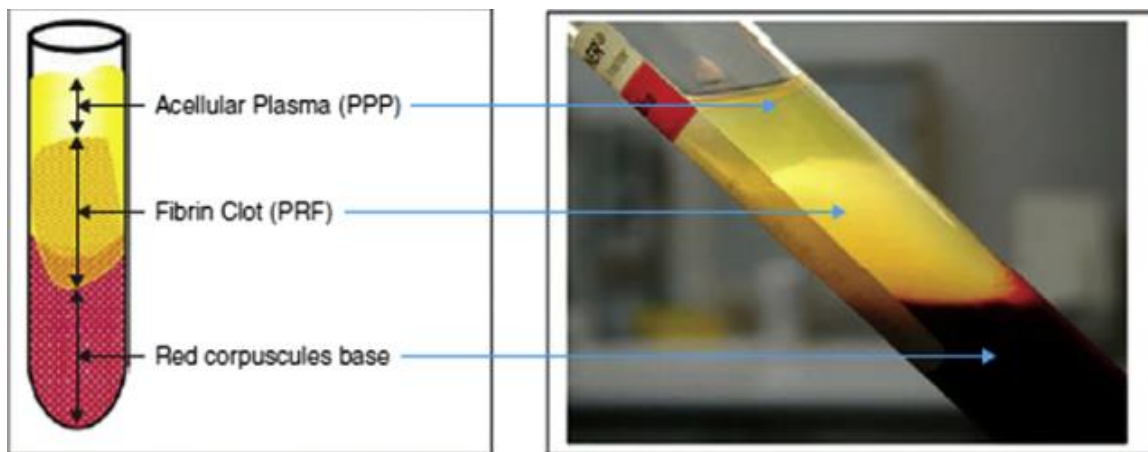 Acellular Plasma (PPP)
Fibrin Clot (PRF)
Red corpuscules base